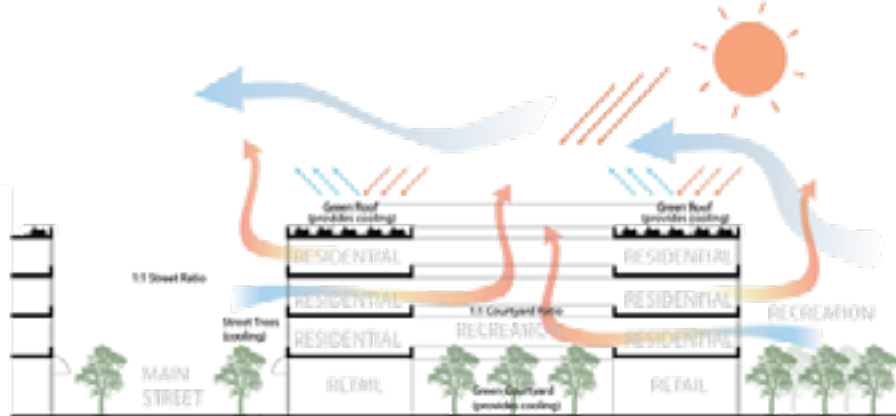 Green Roof
(provides cooling)
Green Roof
(provides cooling)
RESIDENTIAL
RESIDENTIAL
1:1 Street Ratio
RESIDENTIAL
RESIDENTIAL
1:1 Courtyard Ratio
RECREATION
Street Trees
(cooling)
RESIDENTIAL
RECREATION
RESIDENTIAL
MAIN
STREET
RETAIL
Green Courtyard
(provides cooling)
RETAIL